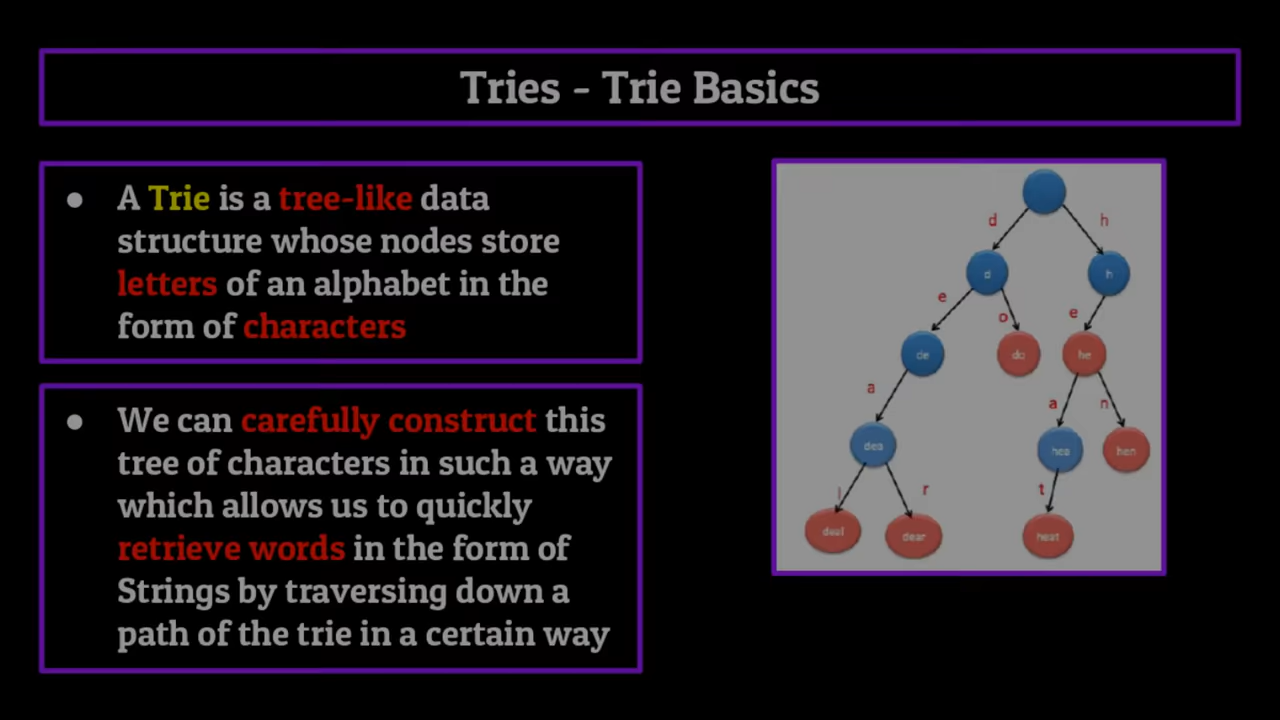 Tries - Trie Basics
● A Trie is a tree-like data
structure whose nodes store
letters of an alphabet in the
form of characters
● We can carefully construct this
tree of characters in such a way
which allows us to quickly
retrieve words in the form of
Strings by traversing down a
path of the trie in a certain way
d h
d h
e o e
de do he
a a n
dea hea hen
l r t
deal dear heat